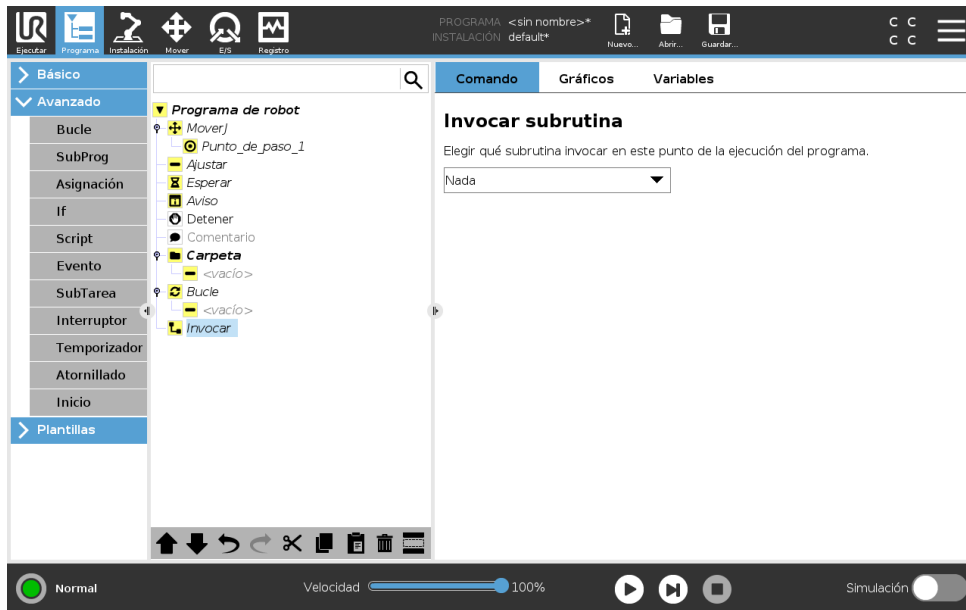 PROGRAMA <sin nombre>*
INSTALACIÓN default*
Ejecutar
Programa
Instalación
Mover
E/S
Registro
Nuevo...
Abrir...
Guardar...
C C
C C
Básico
Avanzado
Bucle
SubProg
Asignación
If
Script
Evento
SubTarea
Interruptor
Temporizador
Atornillado
Inicio
Plantillas
Programa de robot
MoverJ
Punto_de_paso_1
Ajustar
Esperar
Aviso
Detener
Comentario
Carpeta
<vacío>
Bucle
<vacío>
Invocar
Comando
Gráficos
Variables
Invocar subrutina
Elegir qué subrutina invocar en este punto de la ejecución del programa.
Nada
Normal
Velocidad
100%
Simulación